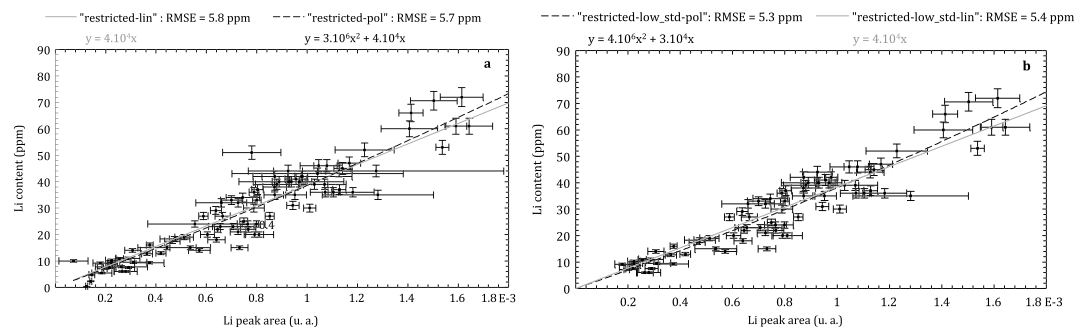 "restricted-lin" : RMSE = 5.8 ppm
"restricted-pol" : RMSE = 5.7 ppm
y = 4.10⁴x
y = 3.10⁶x² + 4.10⁴x
a
90
80
70
60
50
40
30
20
10
0
Li content (ppm)
0.2 0.4 0.6 0.8 1 1.2 1.4 1.6 1.8 E-3
Li peak area (u. a.)
"restricted-low_std-pol": RMSE = 5.3 ppm
"restricted-low_std-lin": RMSE = 5.4 ppm
y = 4.10⁶x² + 3.10⁴x
y = 4.10⁴x
b
90
80
70
60
50
40
30
20
10
0
Li content (ppm)
0.2 0.4 0.6 0.8 1 1.2 1.4 1.6 1.8 E-3
Li peak area (u. a.)